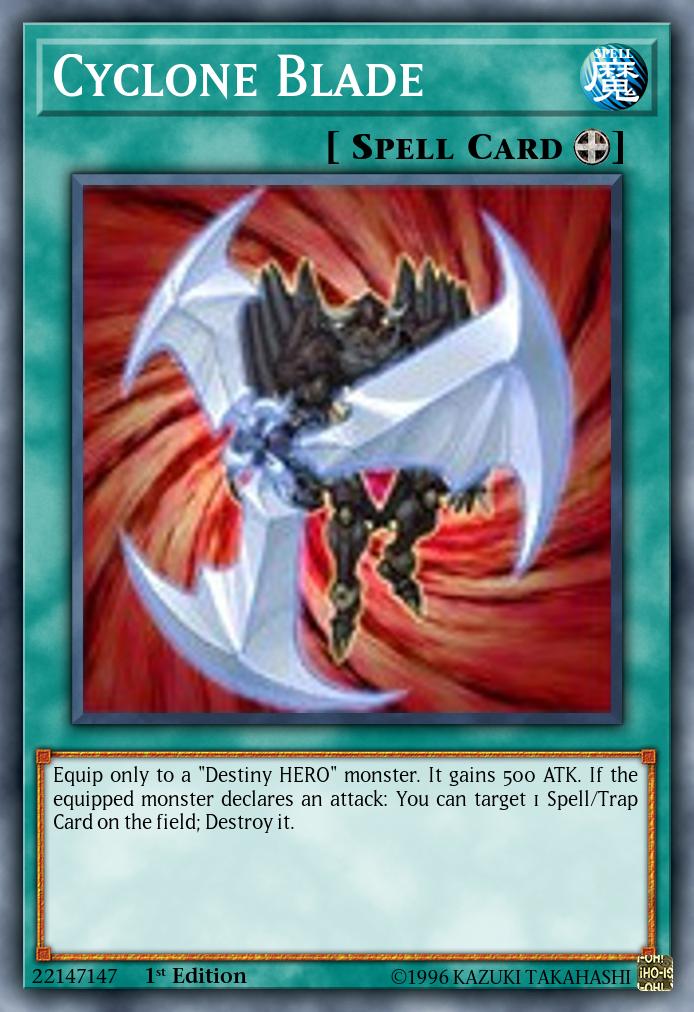 Cyclone Blade
SPELL
魔
[ Spell Card ]
Equip only to a "Destiny HERO" monster. It gains 500 ATK. If the
equipped monster declares an attack: You can target 1 Spell/Trap
Card on the field; Destroy it.
22147147 1st Edition ©1996 KAZUKI TAKAHASHI